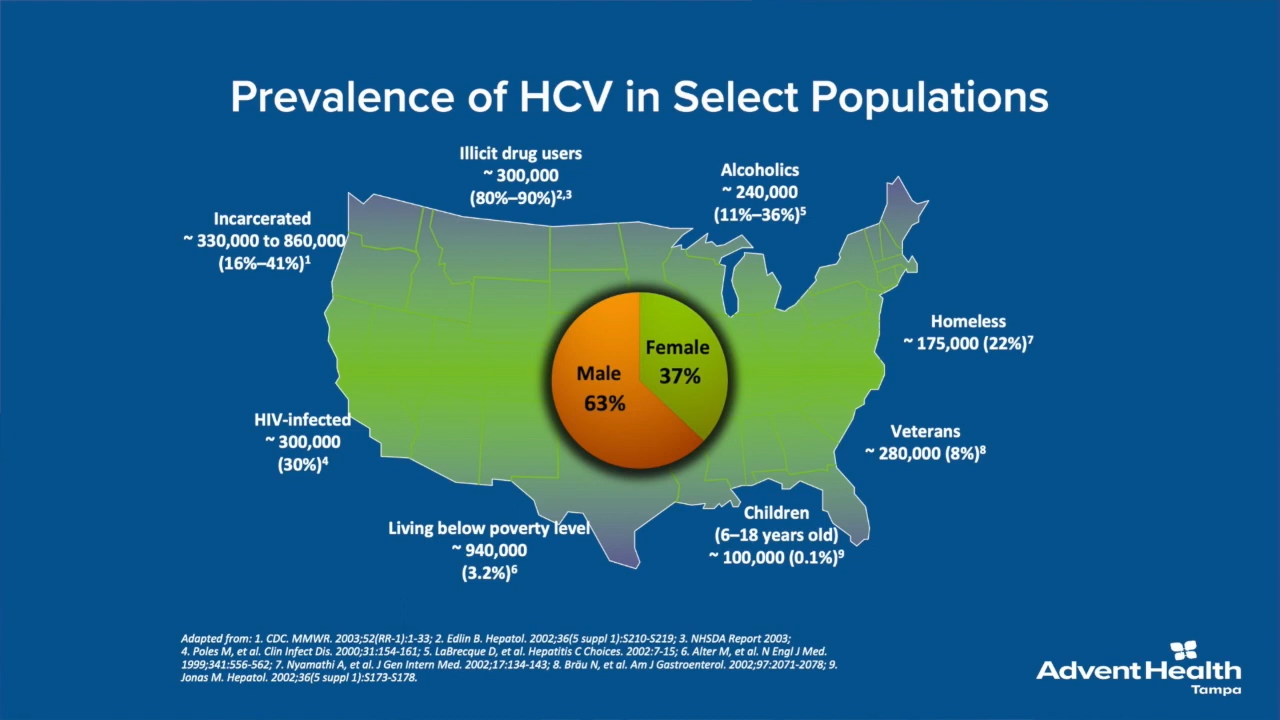 Prevalence of HCV in Select Populations
Illicit drug users
~ 300,000
(80%–90%)2,3
Alcoholics
~ 240,000
(11%–36%)5
Incarcerated
~ 330,000 to 860,000
(16%–41%)1
Homeless
~ 175,000 (22%)7
Female
37%
Male
63%
HIV-infected
~ 300,000
(30%)4
Veterans
~ 280,000 (8%)8
Living below poverty level
~ 940,000
(3.2%)6
Children
(6–18 years old)
~ 100,000 (0.1%)9
Adapted from: 1. CDC. MMWR. 2003;52(RR-1):1-33; 2. Edlin B. Hepatol. 2002;36(5 suppl 1):S210-S219; 3. NHSDA Report 2003;
4. Poles M, et al. Clin Infect Dis. 2000;31:154-161; 5. LaBrecque D, et al. Hepatitis C Choices. 2002:7-15; 6. Alter M, et al. N Engl J Med.
1999;341:556-562; 7. Nyamathi A, et al. J Gen Intern Med. 2002;17:134-143; 8. Bräu N, et al. Am J Gastroenterol. 2002;97:2071-2078; 9.
Jonas M. Hepatol. 2002;36(5 suppl 1):S173-S178.
Advent Health
Tampa